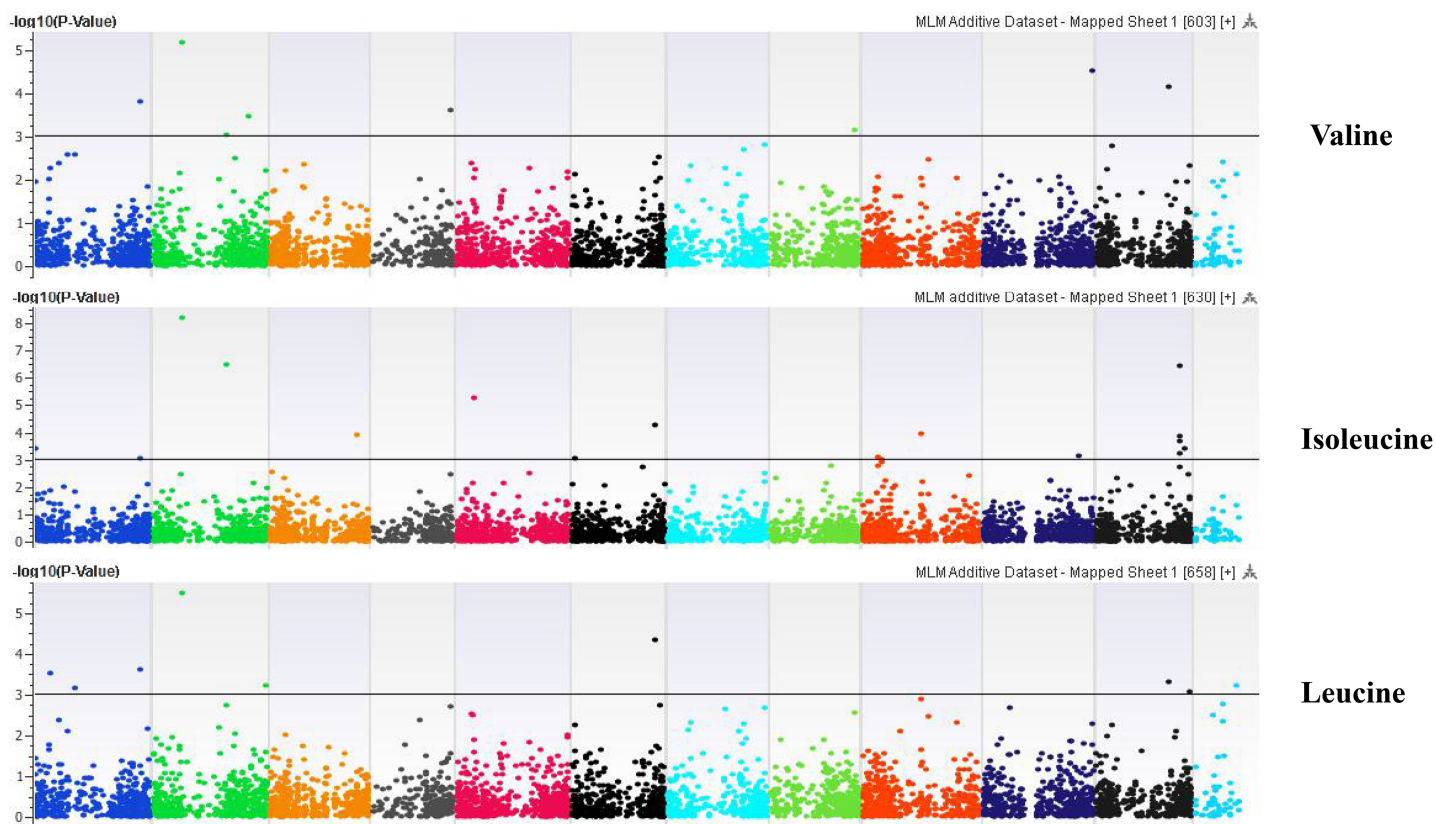 -log10(P-Value)
MLM Additive Dataset - Mapped Sheet 1 [603] [+]
5
4
3
2
1
0
Valine
-log10(P-Value)
MLM additive Dataset - Mapped Sheet 1 [630] [+]
8
7
6
5
4
3
2
1
0
Isoleucine
-log10(P-Value)
MLM Additive Dataset - Mapped Sheet 1 [658] [+]
5
4
3
2
1
0
Leucine